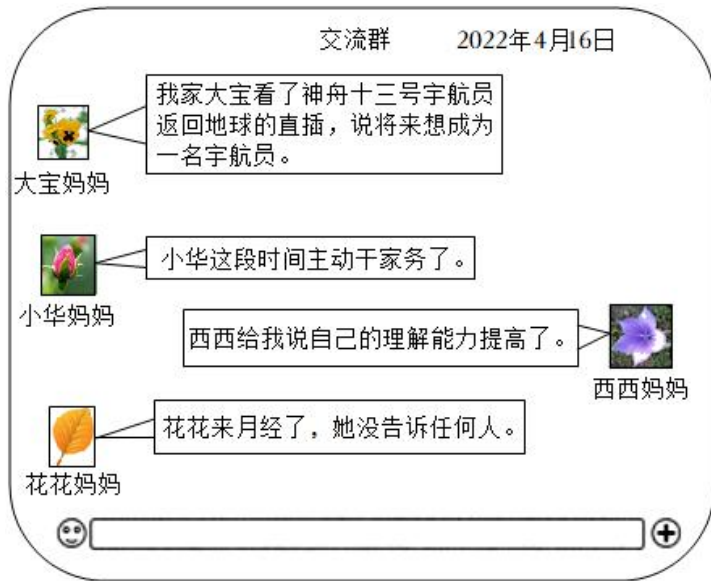 交流群 2022年4月16日
我家大宝看了神舟十三号宇航员
返回地球的直插，说将来想成为
一名宇航员。
大宝妈妈
小华这段时间主动干家务了。
小华妈妈
西西给我说自己的理解能力提高了。
西西妈妈
花花来月经了，她没告诉任何人。
花花妈妈